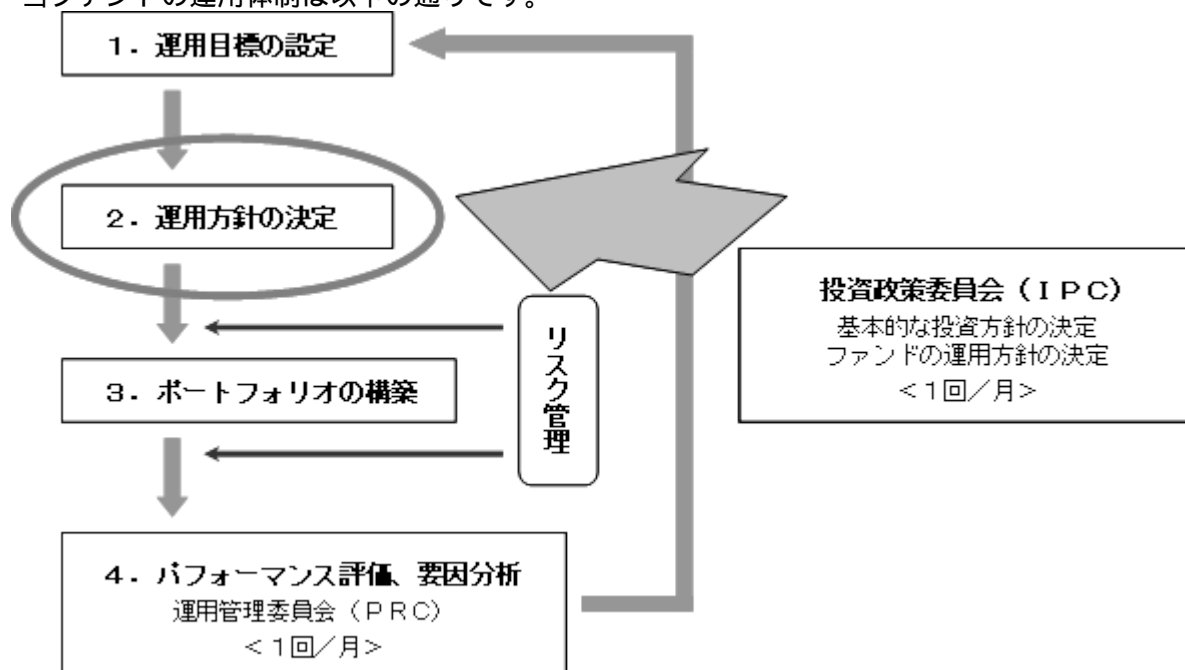 １．運用目標の設定
２．運用方針の決定
リスク管理
３．ポートフォリオの構築
４．パフォーマンス評価、要因分析
運用管理委員会（ＰＲＣ）
＜１回／月＞
投資政策委員会（ＩＰＣ）
基本的な投資方針の決定
ファンドの運用方針の決定
＜１回／月＞